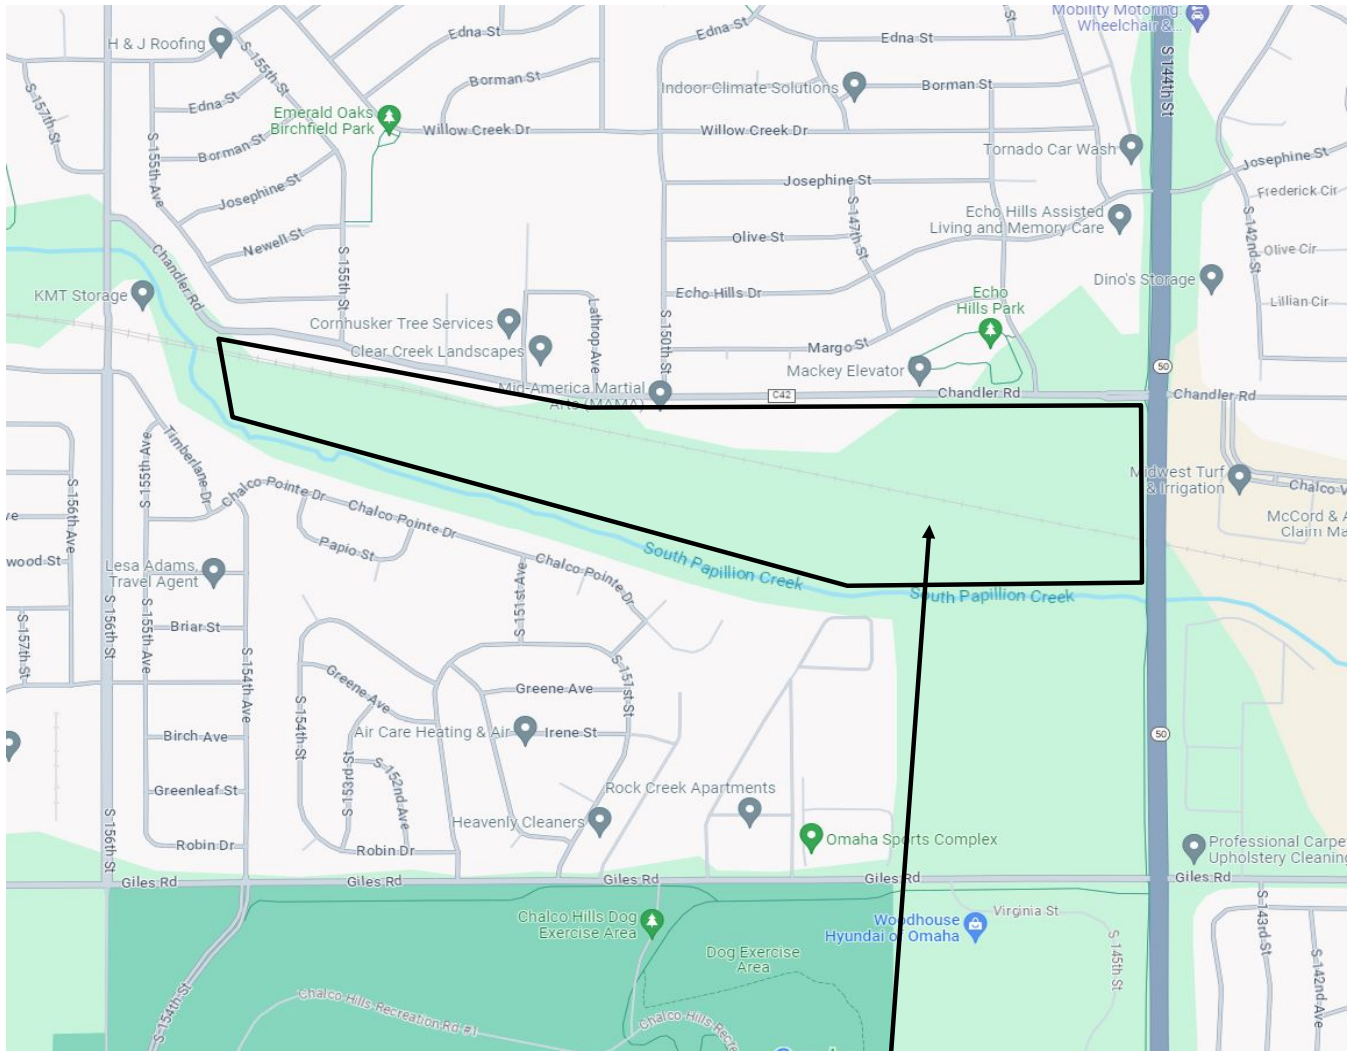 Mobility Motoring:
Wheelchair &...
Edna St
Edna St
Edna St
H & J Roofing
S 155th St
S 144th St
Borman St
Indoor Climate Solutions
Borman St
S 157th St
Edna St
Emerald Oaks
Birchfield Park
Willow Creek Dr
Willow Creek Dr
S 155th Ave
Borman St
Tornado Car Wash
Josephine St
Josephine St
Josephine St
Frederick Cir
Echo Hills Assisted
Living and Memory Care
S 147th St
S 142nd St
Newell St
Olive St
Olive Cir
S 155th St
Chandler Rd
Dino's Storage
KMT Storage
Echo Hills Dr
Echo
Hills Park
Lillian Cir
Lathrop Ave
S 150th St
Cornhusker Tree Services
Clear Creek Landscapes
Margo St
Mackey Elevator
50
Mid-America Martial
Arts (MAMA)
C42
Chandler Rd
Chandler Rd
Timberlane Dr
S 155th Ave
S 156th Ave
Midwest Turf
& Irrigation
Chalco Pointe Dr
Chalco Pointe Dr
Chalco V
McCord & A
Claim Ma
Papio St
wood St
Lesa Adams,
Travel Agent
S 151st Ave
Chalco Pointe Dr
South Papillion Creek
South Papillion Creek
S 157th St
S 156th St
S 155th Ave
Briar St
S 154th Ave
S 151st St
Greene Ave
Greene Ave
S 154th St
Air Care Heating & Air
Irene St
Birch Ave
50
S 153rd St
S 152nd Ave
Greenleaf St
Rock Creek Apartments
Heavenly Cleaners
S 156th St
Robin Dr
Robin Dr
Omaha Sports Complex
Professional Carpe
Upholstery Cleaning
Giles Rd
Giles Rd
Giles Rd
Giles Rd
Giles Rd
Chalco Hills Dog
Exercise Area
Woodhouse
Hyundai of Omaha
Virginia St
Dog Exercise
Area
S 145th St
S 143rd St
S 142nd Ave
S 154th St
Chalco Hills Recreation Rd #1
Chalco Hills Recre